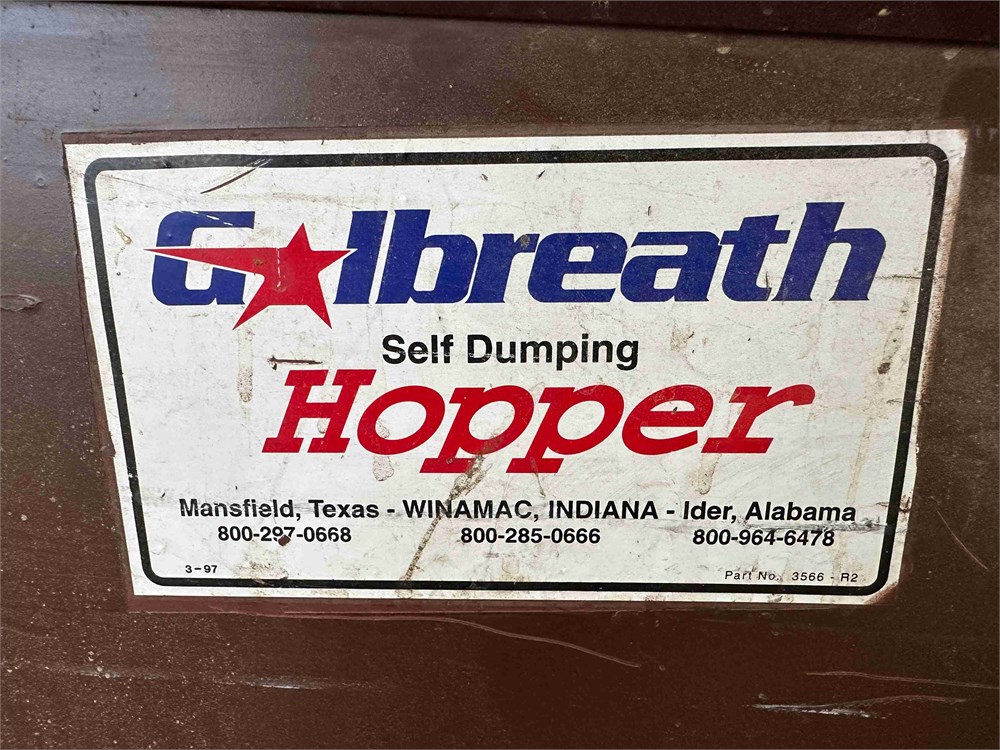 Galbreath
Self Dumping
Hopper
Mansfield, Texas - WINAMAC, INDIANA - Ider, Alabama
800-297-0668 800-285-0666 800-964-6478
3-97 Part No. 3566 - R2